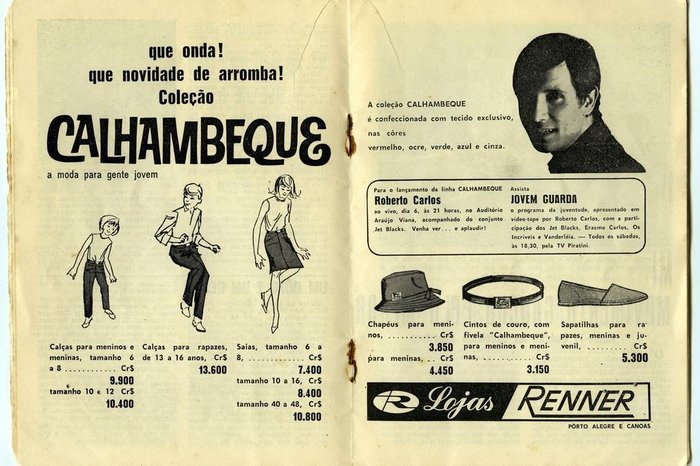 que onda!
que novidade de arromba!
Coleção
CALHAMBEQUE
a moda para gente jovem
Calças para meninos e
meninas, tamanho 6
a 8 .............. Cr$
9.900
tamanho 10 e 12 Cr$
10.400
Calças para rapazes,
de 13 a 16 anos, Cr$
13.600
Saias, tamanho 6 a
8, .............. Cr$
7.400
tamanho 10 a 16, Cr$
8.400
tamanho 40 a 48, Cr$
10.800
A coleção CALHAMBEQUE
é confeccionada com tecido exclusivo,
nas côres
vermelho, ocre, verde, azul e cinza.
Para o lançamento da linha CALHAMBEQUE
Roberto Carlos
ao vivo, dia 6, às 21 horas, no Auditório
Araújo Viana, acompanhado do conjunto
Jet Blacks. Venha ver... e aplaudir!
Assista
JOVEM GUARDA
o programa da juventude, apresentado em
video-tape por Roberto Carlos, com a partici-
pação dos Jet Blacks, Erasmo Carlos, Os
Incríveis e Vanderléia. — Todos os sábados,
às 18,30, pela TV Piratini.
Chapéus para meni-
nos, .............. Cr$
3.850
para meninas, .. Cr$
4.450
Cintos de couro, com
fivela "Calhambeque",
para meninos e meni-
nas, .............. Cr$
3.150
Sapatilhas para ra-
pazes, meninas e ju-
venil, .............. Cr$
5.300
R Lojas RENNER
PÔRTO ALEGRE E CANOAS